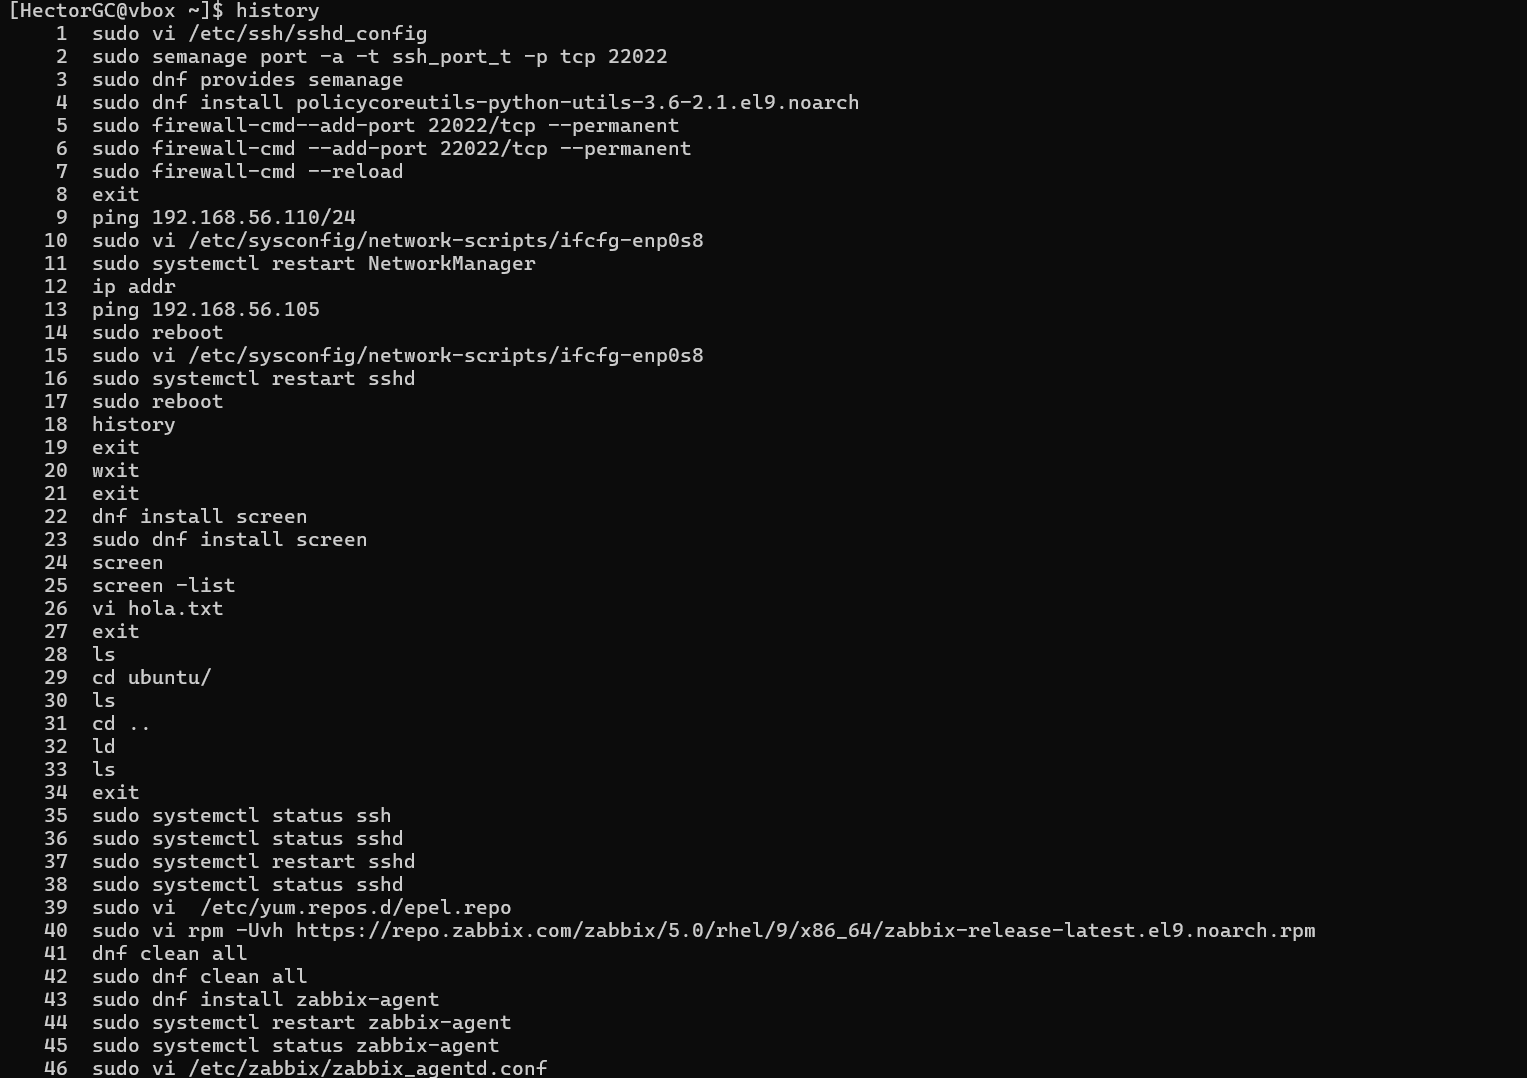 [HectorGC@vbox ~]$ history
1 sudo vi /etc/ssh/sshd_config
2 sudo semanage port -a -t ssh_port_t -p tcp 22022
3 sudo dnf provides semanage
4 sudo dnf install policycoreutils-python-utils-3.6-2.1.el9.noarch
5 sudo firewall-cmd--add-port 22022/tcp --permanent
6 sudo firewall-cmd --add-port 22022/tcp --permanent
7 sudo firewall-cmd --reload
8 exit
9 ping 192.168.56.110/24
10 sudo vi /etc/sysconfig/network-scripts/ifcfg-enp0s8
11 sudo systemctl restart NetworkManager
12 ip addr
13 ping 192.168.56.105
14 sudo reboot
15 sudo vi /etc/sysconfig/network-scripts/ifcfg-enp0s8
16 sudo systemctl restart sshd
17 sudo reboot
18 history
19 exit
20 wxit
21 exit
22 dnf install screen
23 sudo dnf install screen
24 screen
25 screen -list
26 vi hola.txt
27 exit
28 ls
29 cd ubuntu/
30 ls
31 cd ..
32 ld
33 ls
34 exit
35 sudo systemctl status ssh
36 sudo systemctl status sshd
37 sudo systemctl restart sshd
38 sudo systemctl status sshd
39 sudo vi  /etc/yum.repos.d/epel.repo
40 sudo vi rpm -Uvh https://repo.zabbix.com/zabbix/5.0/rhel/9/x86_64/zabbix-release-latest.el9.noarch.rpm
41 dnf clean all
42 sudo dnf clean all
43 sudo dnf install zabbix-agent
44 sudo systemctl restart zabbix-agent
45 sudo systemctl status zabbix-agent
46 sudo vi /etc/zabbix/zabbix_agentd.conf